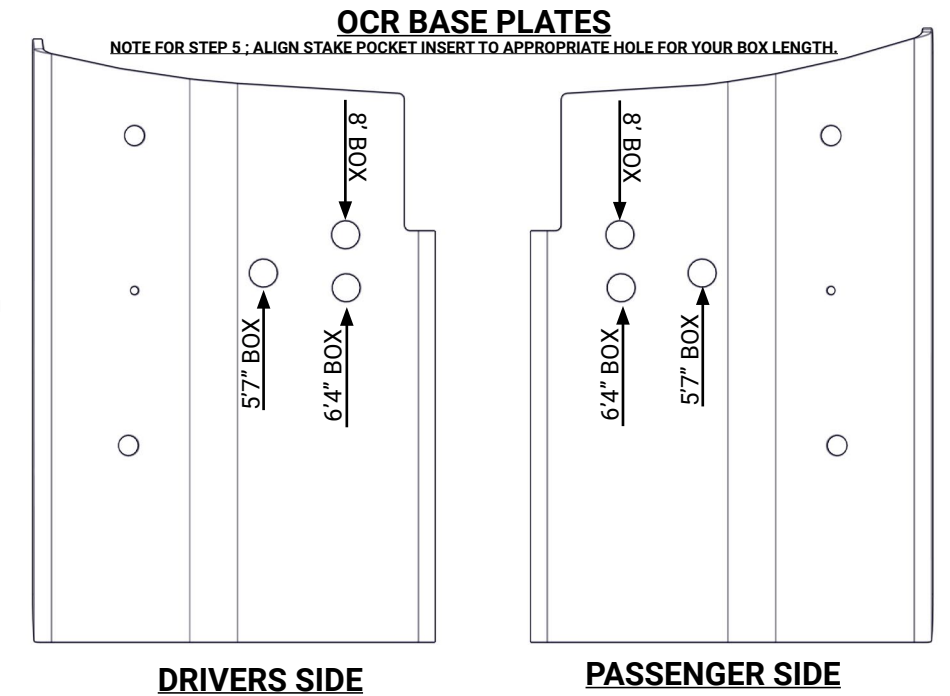 OCR BASE PLATES
NOTE FOR STEP 5 ; ALIGN STAKE POCKET INSERT TO APPROPRIATE HOLE FOR YOUR BOX LENGTH.
8' BOX
5'7" BOX
6'4" BOX
8' BOX
6'4" BOX
5'7" BOX
DRIVERS SIDE
PASSENGER SIDE